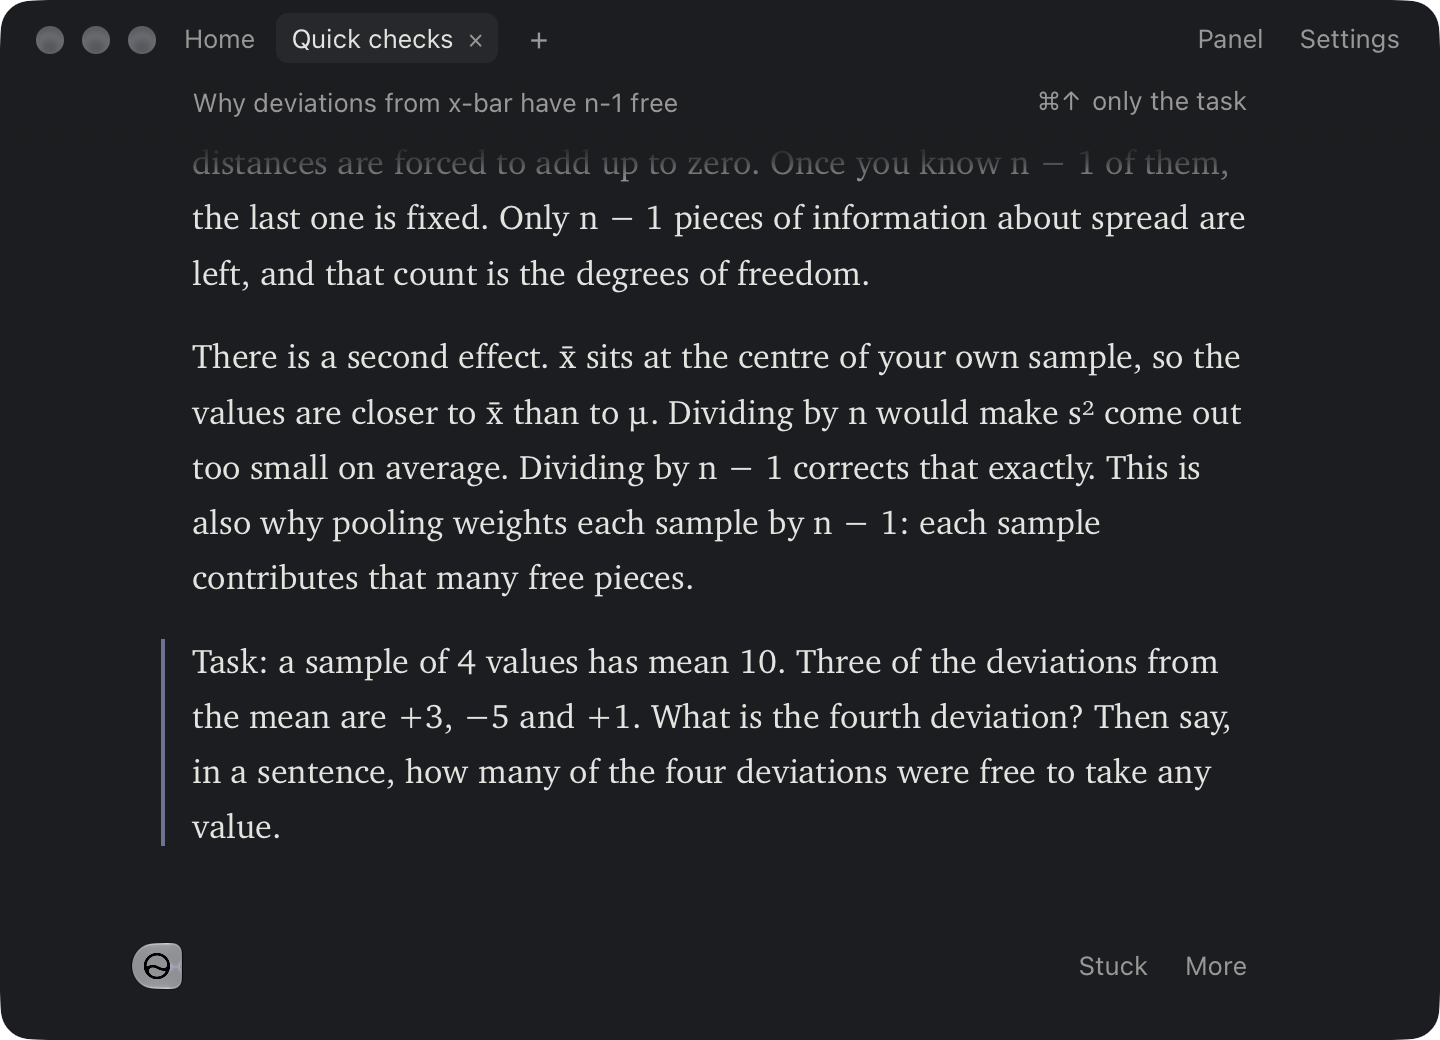 Home
Quick checks ×
+
Panel
Settings
Why deviations from x-bar have n-1 free
⌘↑ only the task
distances are forced to add up to zero. Once you know n − 1 of them,
the last one is fixed. Only n − 1 pieces of information about spread are
left, and that count is the degrees of freedom.
There is a second effect. x̄ sits at the centre of your own sample, so the
values are closer to x̄ than to µ. Dividing by n would make s² come out
too small on average. Dividing by n − 1 corrects that exactly. This is
also why pooling weights each sample by n − 1: each sample
contributes that many free pieces.
Task: a sample of 4 values has mean 10. Three of the deviations from
the mean are +3, −5 and +1. What is the fourth deviation? Then say,
in a sentence, how many of the four deviations were free to take any
value.
Stuck
More